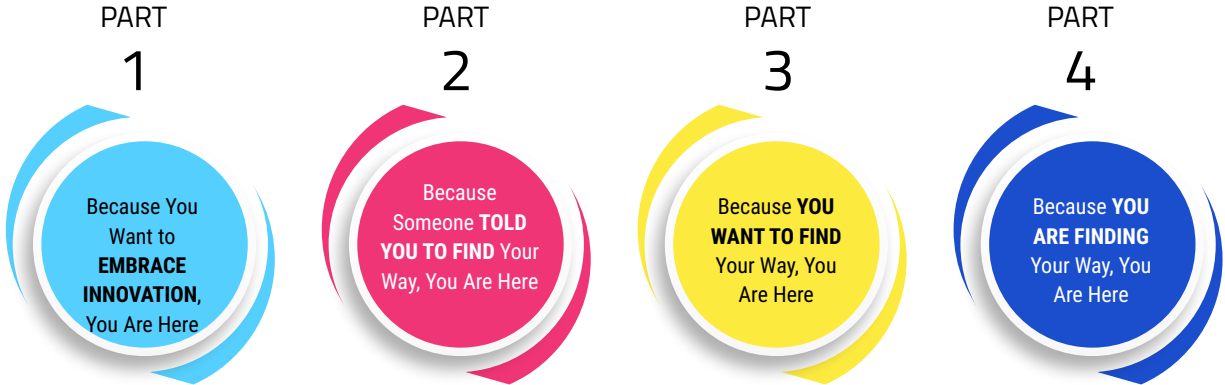 PART
1
Because You
Want to
EMBRACE
INNOVATION,
You Are Here
PART
2
Because
Someone TOLD
YOU TO FIND Your
Way, You Are Here
PART
3
Because YOU
WANT TO FIND
Your Way, You
Are Here
PART
4
Because YOU
ARE FINDING
Your Way, You
Are Here